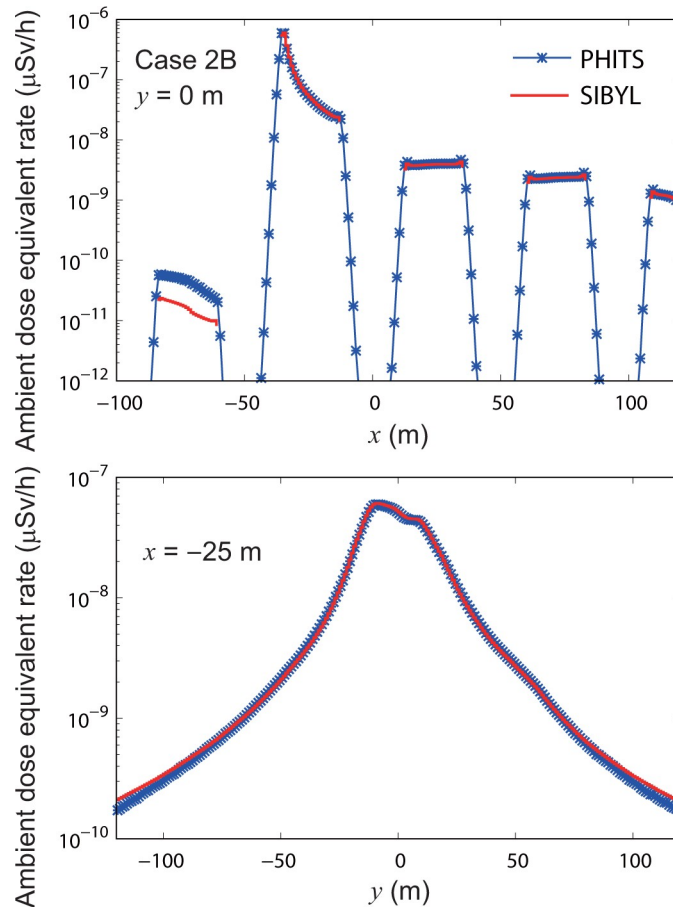 Ambient dose equivalent rate (μSv/h)
10⁻⁶
10⁻⁷
10⁻⁸
10⁻⁹
10⁻¹⁰
10⁻¹¹
10⁻¹²
Case 2B
y = 0 m
PHITS
SIBYL
−100 −50 0 50 100
x (m)
Ambient dose equivalent rate (μSv/h)
10⁻⁷
10⁻⁸
10⁻⁹
10⁻¹⁰
x = −25 m
−100 −50 0 50 100
y (m)